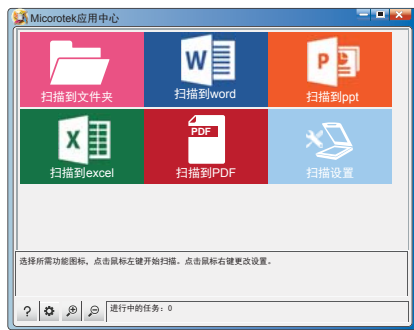 Micorotek应用中心
扫描到文件夹
W
扫描到word
P
扫描到ppt
X
扫描到excel
PDF
扫描到PDF
扫描设置
选择所需功能图标，点击鼠标左键开始扫描。点击鼠标右键更改设置。
?
进行中的任务：0